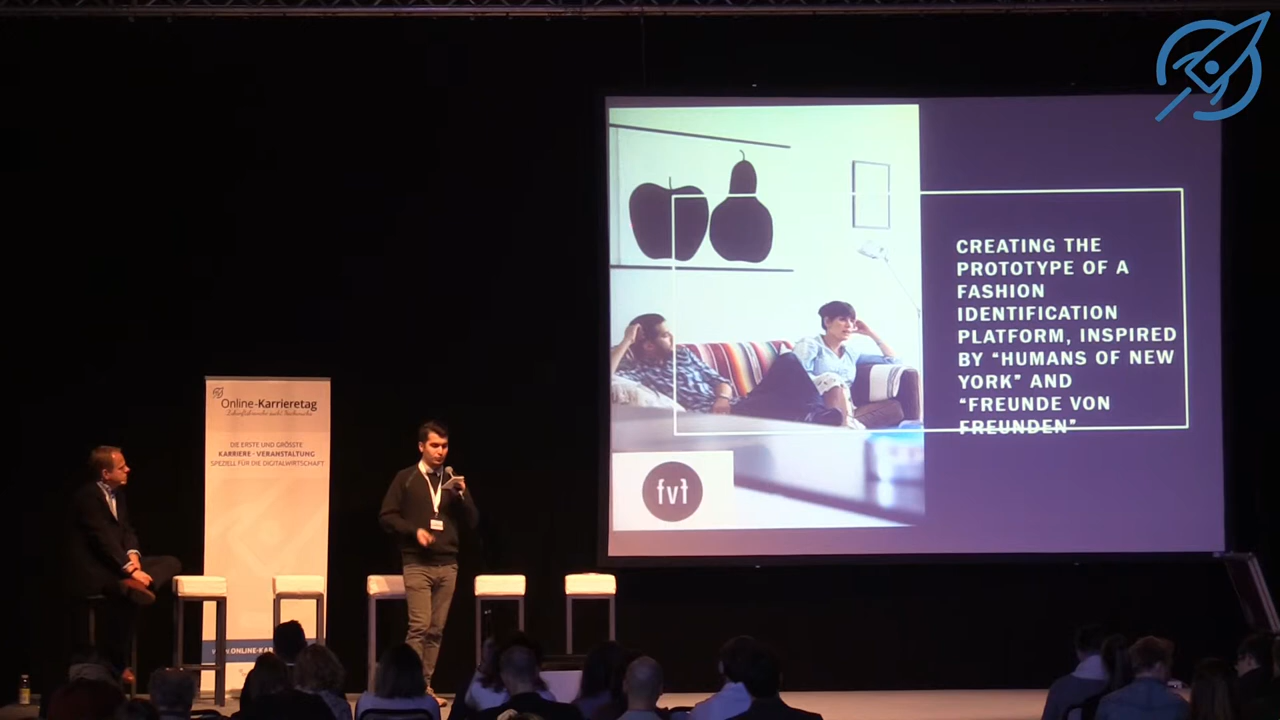 Online-Karrieretag
DIE ERSTE UND GRÖSSTE
KARRIERE - VERANSTALTUNG
SPEZIELL FÜR DIE DIGITALWIRTSCHAFT
CREATING THE
PROTOTYPE OF A
FASHION
IDENTIFICATION
PLATFORM, INSPIRED
BY “HUMANS OF NEW
YORK” AND
“FREUNDE VON
FREUNDEN”
fvf